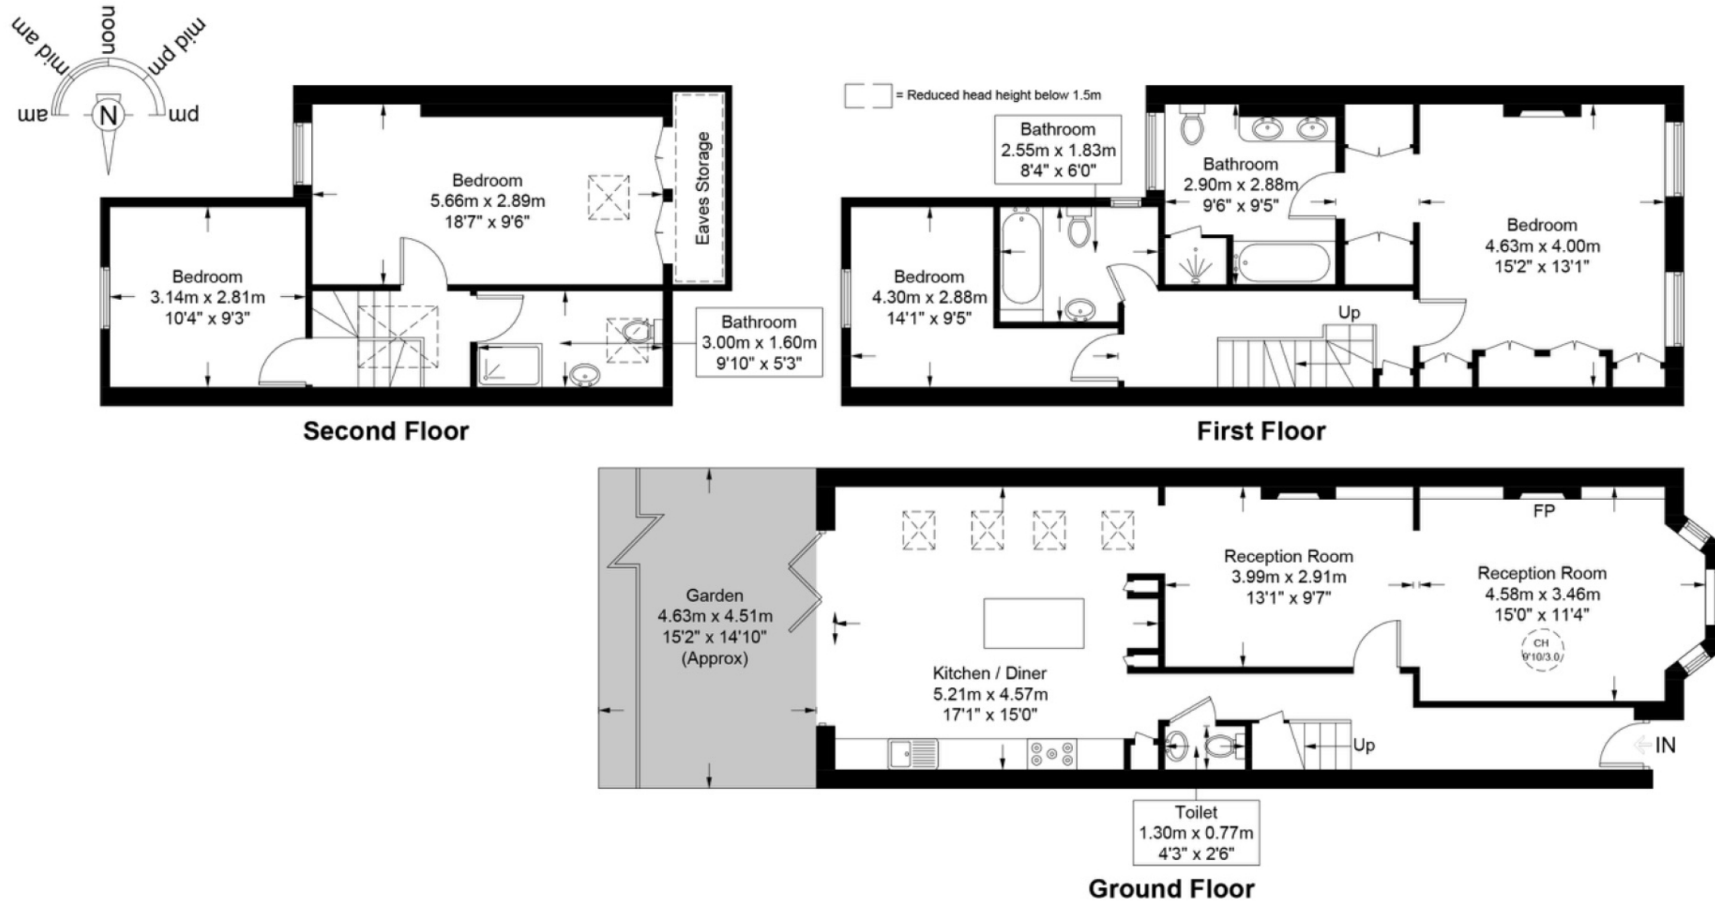 am
mid am
noon
mid pm
pm
N
Bedroom
5.66m x 2.89m
18'7" x 9'6"
Eaves Storage
Bedroom
3.14m x 2.81m
10'4" x 9'3"
Bathroom
3.00m x 1.60m
9'10" x 5'3"
Second Floor
= Reduced head height below 1.5m
Bathroom
2.55m x 1.83m
8'4" x 6'0"
Bathroom
2.90m x 2.88m
9'6" x 9'5"
Bedroom
4.63m x 4.00m
15'2" x 13'1"
Bedroom
4.30m x 2.88m
14'1" x 9'5"
Up
First Floor
Garden
4.63m x 4.51m
15'2" x 14'10"
(Approx)
Kitchen / Diner
5.21m x 4.57m
17'1" x 15'0"
Reception Room
3.99m x 2.91m
13'1" x 9'7"
FP
Reception Room
4.58m x 3.46m
15'0" x 11'4"
CH
9'10/3.0
Up
IN
Toilet
1.30m x 0.77m
4'3" x 2'6"
Ground Floor